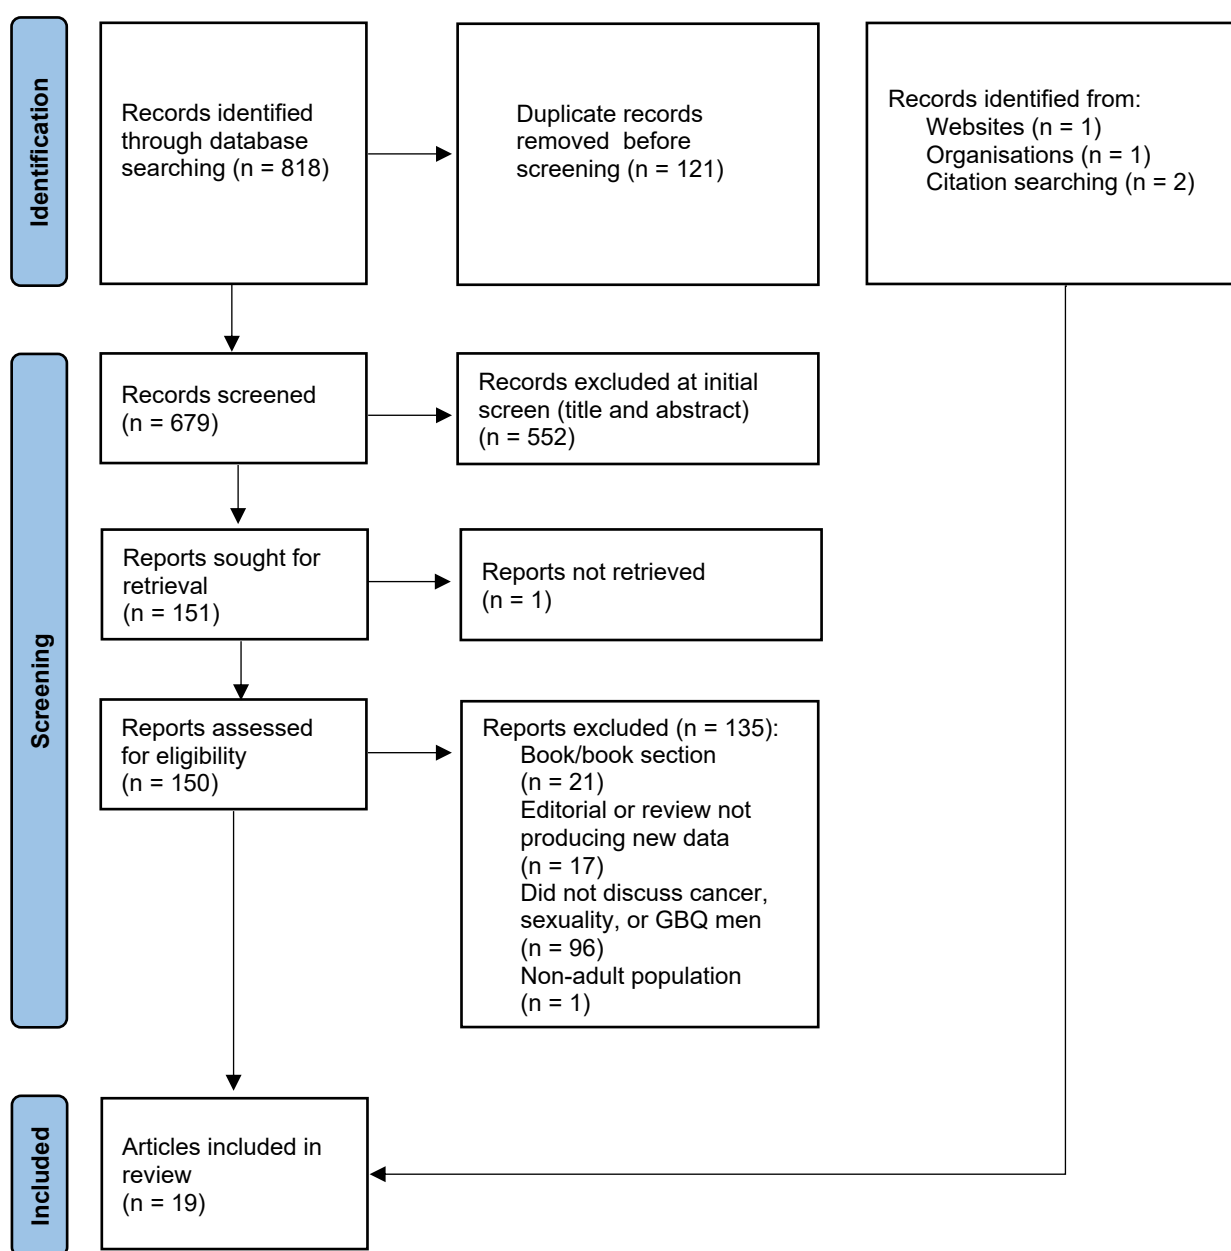 Identification
Records identified
through database
searching (n = 818)
Duplicate records
removed before
screening (n = 121)
Records identified from:
Websites (n = 1)
Organisations (n = 1)
Citation searching (n = 2)
Screening
Records screened
(n = 679)
Records excluded at initial
screen (title and abstract)
(n = 552)
Reports sought for
retrieval
(n = 151)
Reports not retrieved
(n = 1)
Reports assessed
for eligibility
(n = 150)
Reports excluded (n = 135):
Book/book section
(n = 21)
Editorial or review not
producing new data
(n = 17)
Did not discuss cancer,
sexuality, or GBQ men
(n = 96)
Non-adult population
(n = 1)
Included
Articles included in
review
(n = 19)